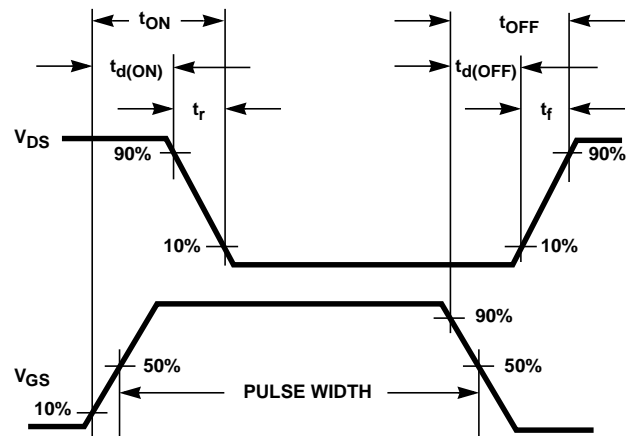 tON tOFF
td(ON) td(OFF)
tr tf
VDS
90% 90%
10% 10%
90%
50% 50%
VGS
PULSE WIDTH
10%